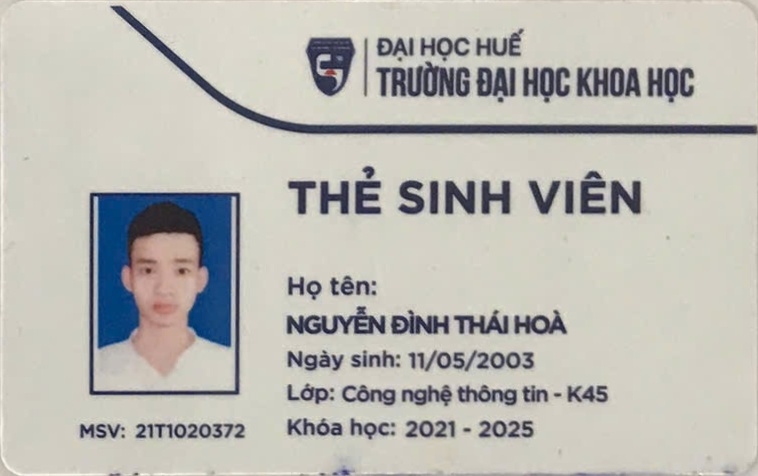 ĐẠI HỌC HUẾ
TRƯỜNG ĐẠI HỌC KHOA HỌC
THẺ SINH VIÊN
Họ tên:
NGUYỄN ĐÌNH THÁI HOÀ
Ngày sinh: 11/05/2003
Lớp: Công nghệ thông tin - K45
Khóa học: 2021 - 2025
MSV: 21T1020372